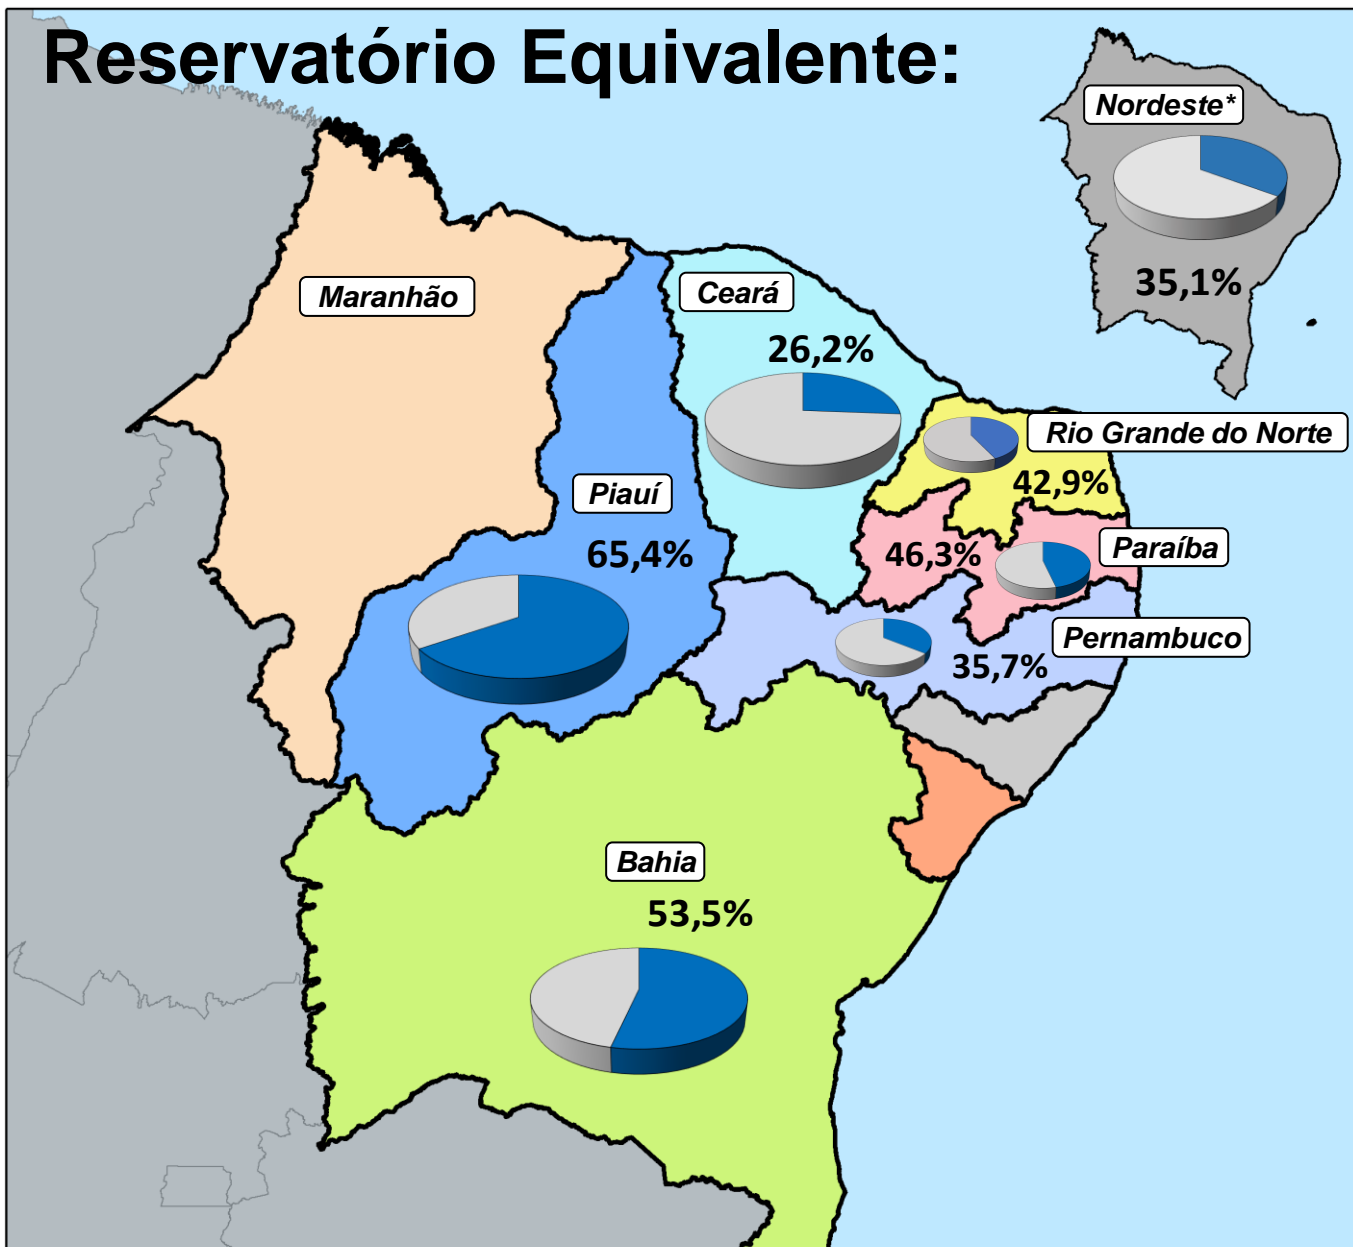 Reservatório Equivalente:
Nordeste*
35,1%
Maranhão
Ceará
26,2%
Rio Grande do Norte
42,9%
Piauí
65,4%
Paraíba
46,3%
Pernambuco
35,7%
Bahia
53,5%